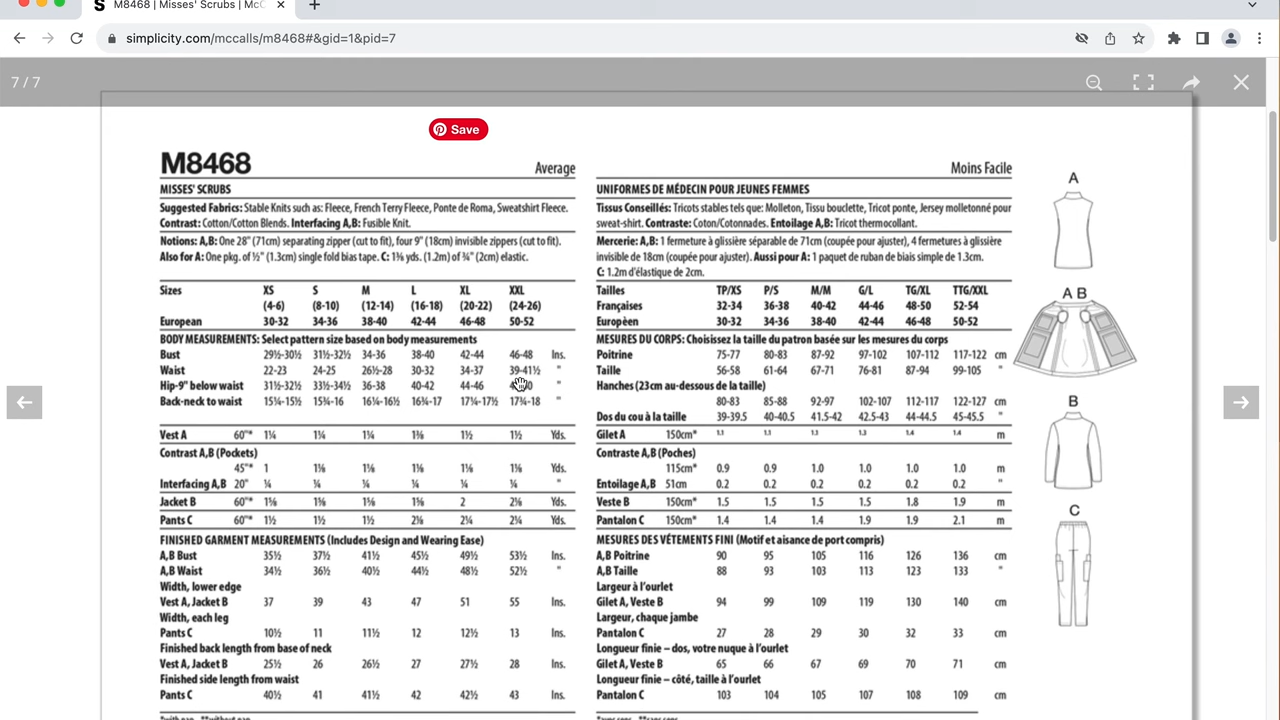 M8468 | Misses' Scrubs | McC
simplicity.com/mccalls/m8468#&gid=1&pid=7
7 / 7
Save
M8468 Average
MISSES' SCRUBS
Suggested Fabrics: Stable Knits such as: Fleece, French Terry Fleece, Ponte de Roma, Sweatshirt Fleece.
Contrast: Cotton/Cotton Blends. Interfacing A,B: Fusible Knit.
Notions: A,B: One 28" (71cm) separating zipper (cut to fit), four 9" (18cm) invisible zippers (cut to fit).
Also for A: One pkg. of ½" (1.3cm) single fold bias tape. C: 1⅜ yds. (1.2m) of ¾" (2cm) elastic.
Sizes XS S M L XL XXL
(4-6) (8-10) (12-14) (16-18) (20-22) (24-26)
European 30-32 34-36 38-40 42-44 46-48 50-52
BODY MEASUREMENTS: Select pattern size based on body measurements
Bust 29½-30½ 31½-32½ 34-36 38-40 42-44 46-48 Ins.
Waist 22-23 24-25 26½-28 30-32 34-37 39-41½ "
Hip-9" below waist 31½-32½ 33½-34½ 36-38 40-42 44-46 "
Back-neck to waist 15¼-15½ 15¾-16 16¼-16½ 16¾-17 17¼-17½ 17¾-18 "
Vest A 60"* 1¼ 1¼ 1¼ 1⅜ 1½ 1½ Yds.
Contrast A,B (Pockets)
45"* 1 1⅛ 1⅛ 1⅛ 1⅛ 1⅛ Yds.
Interfacing A,B 20" ¼ ¼ ¼ ¼ ¼ ¼ "
Jacket B 60"* 1⅝ 1⅝ 1⅝ 1⅝ 2 2⅛ Yds.
Pants C 60"* 1½ 1½ 1½ 2⅛ 2¼ Yds.
FINISHED GARMENT MEASUREMENTS (Includes Design and Wearing Ease)
A,B Bust 35½ 37½ 41½ 45½ 49½ 53½ Ins.
A,B Waist 34½ 36½ 40½ 44½ 48½ 52½ "
Width, lower edge
Vest A, Jacket B 37 39 43 47 51 55 Ins.
Width, each leg
Pants C 10½ 11 11½ 12 12½ 13 Ins.
Finished back length from base of neck
Vest A, Jacket B 25½ 26 26½ 27 27½ 28 Ins.
Finished side length from waist
Pants C 40½ 41 41½ 42 42½ 43 Ins.
Moins Facile
UNIFORMES DE MÉDECIN POUR JEUNES FEMMES
Tissus Conseillés: Tricots stables tels que: Molleton, Tissu bouclette, Tricot ponte, Jersey molletonné pour
sweat-shirt. Contraste: Coton/Cotonnades. Entoilage A,B: Tricot thermocollant.
Mercerie: A,B: 1 fermeture à glissière séparable de 71cm (coupée pour ajuster), 4 fermetures à glissière
invisible de 18cm (coupée pour ajuster). Aussi pour A: 1 paquet de ruban de biais simple de 1.3cm.
C: 1.2m d'élastique de 2cm.
Tailles TP/XS P/S M/M G/L TG/XL TTG/XXL
Françaises 32-34 36-38 40-42 44-46 48-50 52-54
Européen 30-32 34-36 38-40 42-44 46-48 50-52
MESURES DU CORPS: Choisissez la taille du patron basée sur les mesures du corps
Poitrine 75-77 80-83 87-92 97-102 107-112 117-122 cm
Taille 56-58 61-64 67-71 76-81 87-94 99-105 "
Hanches (23cm au-dessous de la taille)
80-83 85-88 92-97 102-107 112-117 122-127 cm
Dos du cou à la taille 39-39.5 40-40.5 41.5-42 42.5-43 44-44.5 45-45.5 "
Gilet A 150cm* 1.1 1.1 1.1 1.3 1.4 1.4 m
Contraste A,B (Poches)
115cm* 0.9 0.9 1.0 1.0 1.0 1.0 m
Entoilage A,B 51cm 0.2 0.2 0.2 0.2 0.2 0.2 "
Veste B 150cm* 1.5 1.5 1.5 1.5 1.8 1.9 m
Pantalon C 150cm* 1.4 1.4 1.4 1.9 1.9 2.1 m
MESURES DES VÊTEMENTS FINI (Motif et aisance de port compris)
A,B Poitrine 90 95 105 116 126 136 cm
A,B Taille 88 93 103 113 123 133 "
Largeur à l'ourlet
Gilet A, Veste B 94 99 109 119 130 140 cm
Largeur, chaque jambe
Pantalon C 27 28 29 30 32 33 cm
Longueur finie – dos, votre nuque à l'ourlet
Gilet A, Veste B 65 66 67 69 70 71 cm
Longueur finie – côté, taille à l'ourlet
Pantalon C 103 104 105 107 108 109 cm
A
A B
B
C